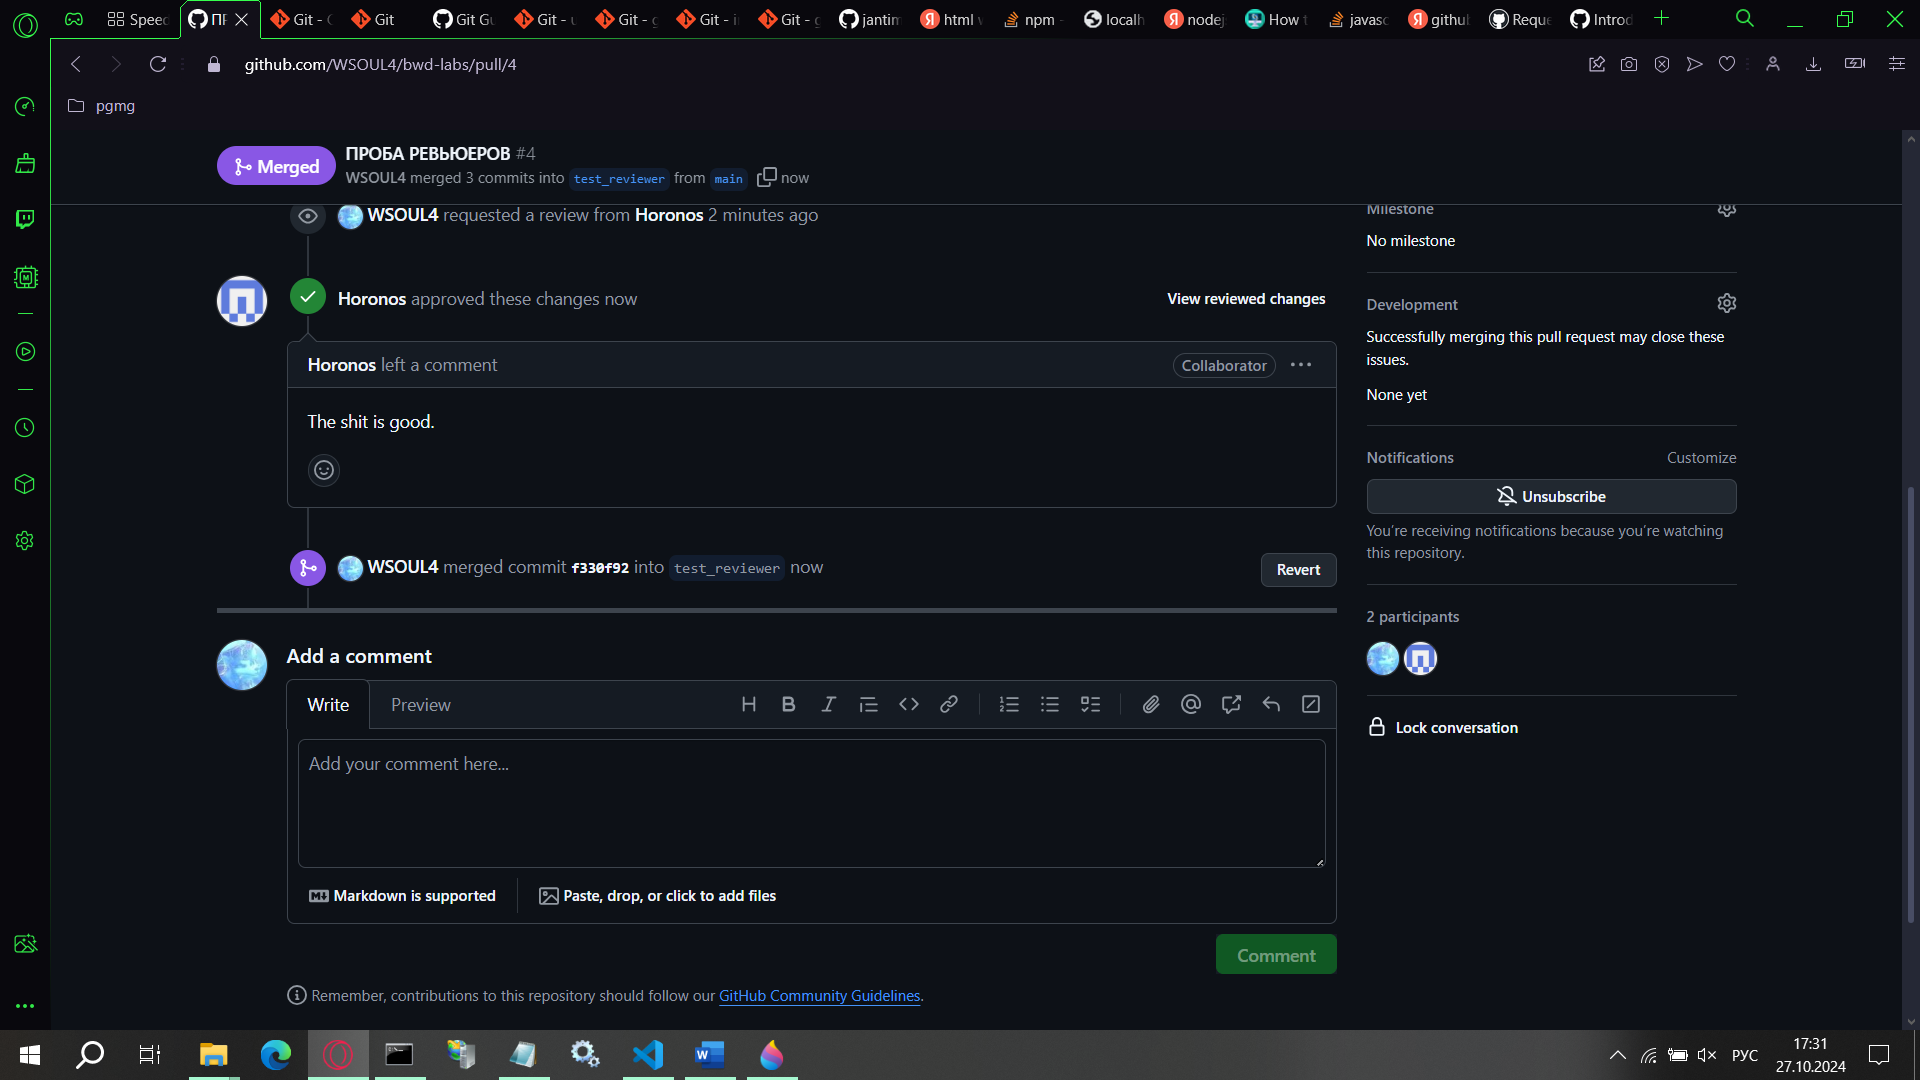 Speed
ПР
Git - C
Git
Git Gu
Git - u
Git - g
Git - in
Git - g
jantim
html v
npm -
localh
nodej
How t
javasc
githul
Reque
Introd
github.com/WSOUL4/bwd-labs/pull/4
pgmg
Merged
ПРОБА РЕВЬЮЕРОВ #4
WSOUL4 merged 3 commits into test_reviewer from main now
WSOUL4 requested a review from Horonos 2 minutes ago
Horonos approved these changes now
View reviewed changes
Horonos left a comment
Collaborator
The shit is good.
WSOUL4 merged commit f330f92 into test_reviewer now
Revert
Add a comment
Write
Preview
Add your comment here...
Markdown is supported
Paste, drop, or click to add files
Comment
Remember, contributions to this repository should follow our GitHub Community Guidelines.
Milestone
No milestone
Development
Successfully merging this pull request may close these
issues.
None yet
Notifications
Customize
Unsubscribe
You're receiving notifications because you're watching
this repository.
2 participants
Lock conversation
РУС
17:31
27.10.2024